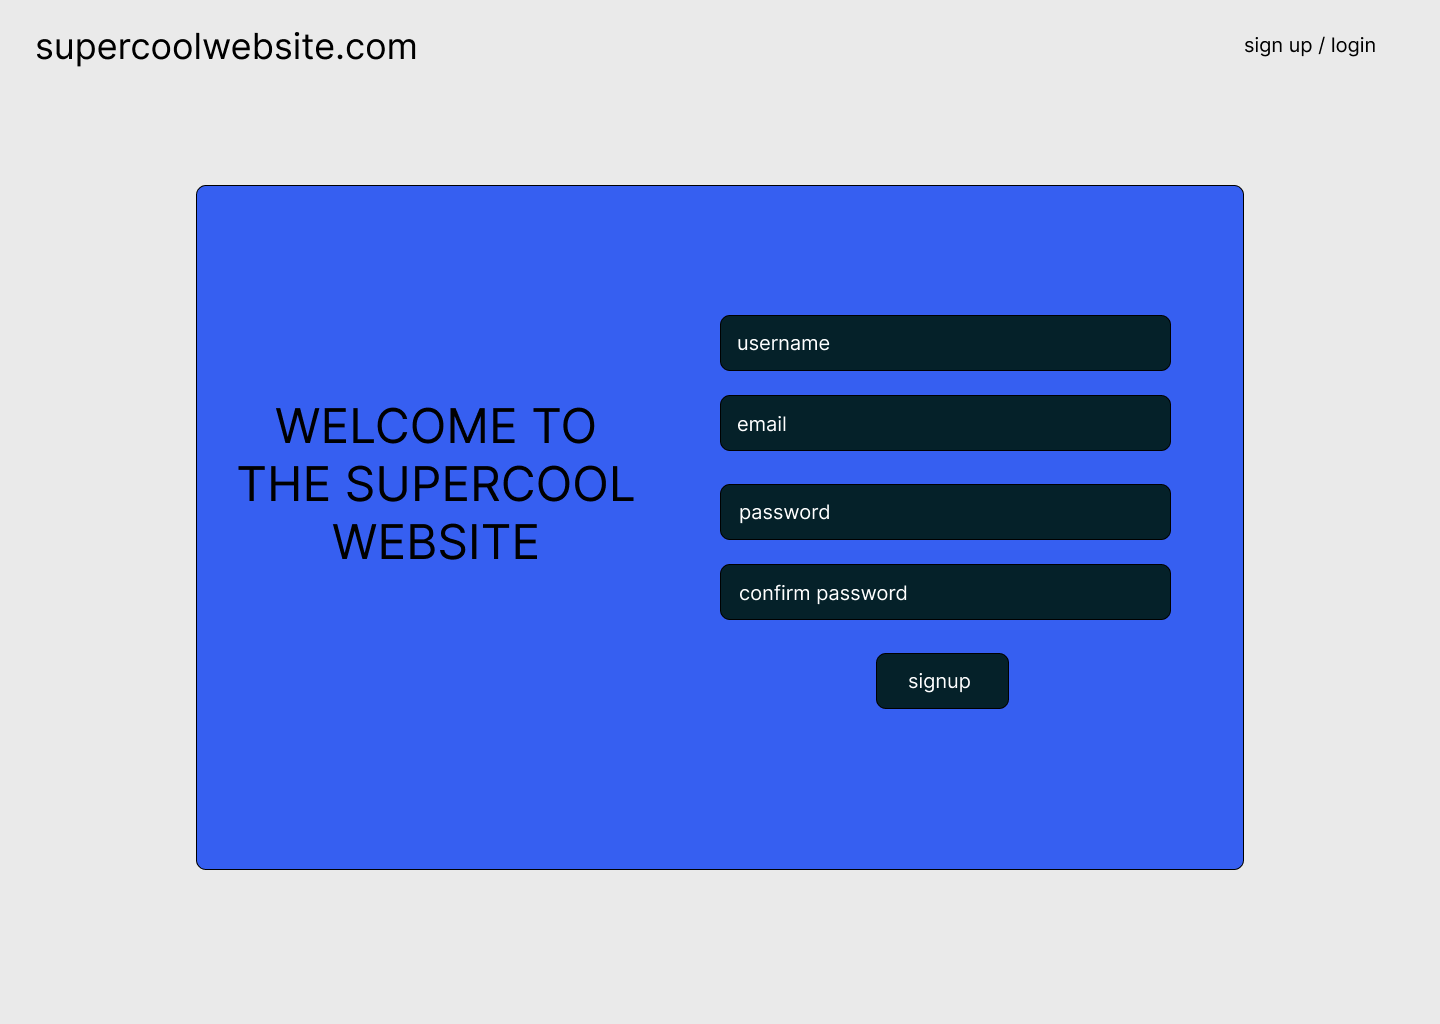 supercoolwebsite.com
sign up / login
WELCOME TO
THE SUPERCOOL
WEBSITE
username
email
password
confirm password
signup